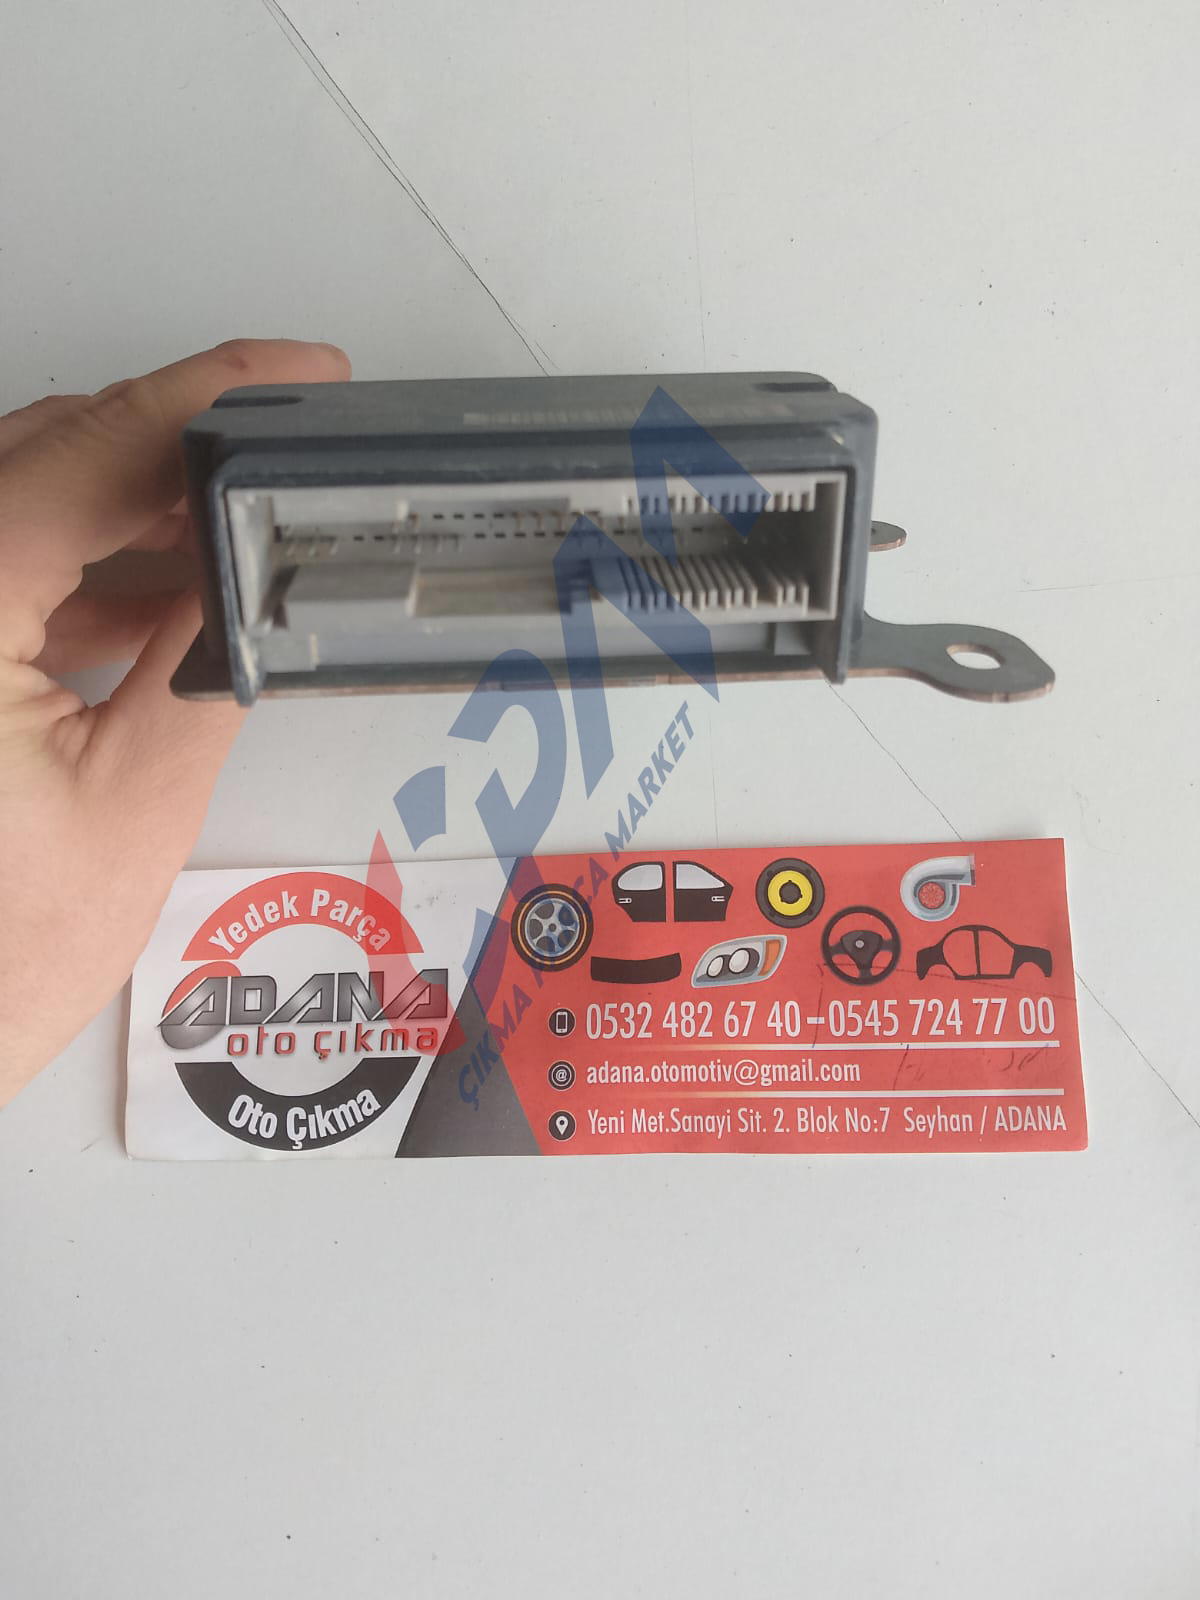 ÇIKMA PARÇA MARKET
Yedek Parça
ADANA
oto çıkma
Oto Çıkma
0532 482 67 40-0545 724 77 00
adana.otomotiv@gmail.com
Yeni Met.Sanayi Sit. 2. Blok No:7 Seyhan / ADANA